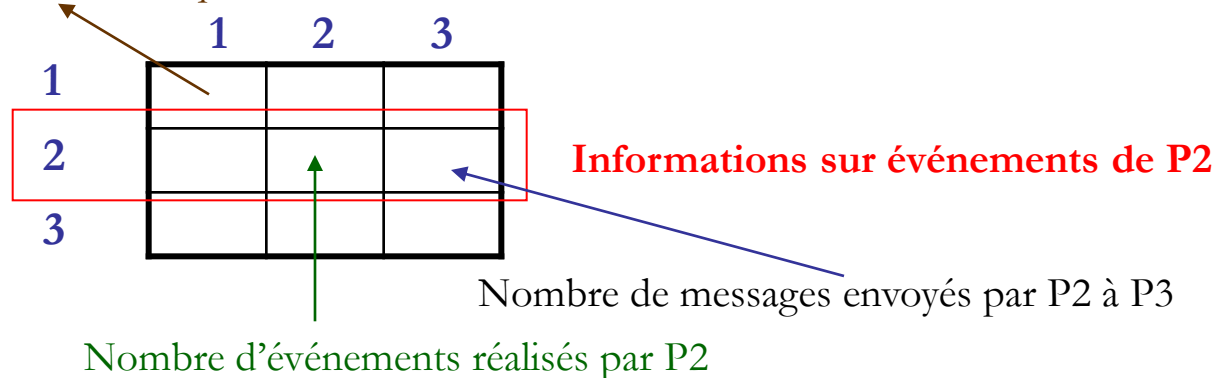 1 2 3
1
2 Informations sur événements de P2
3
Nombre de messages envoyés par P2 à P3
Nombre d’événements réalisés par P2